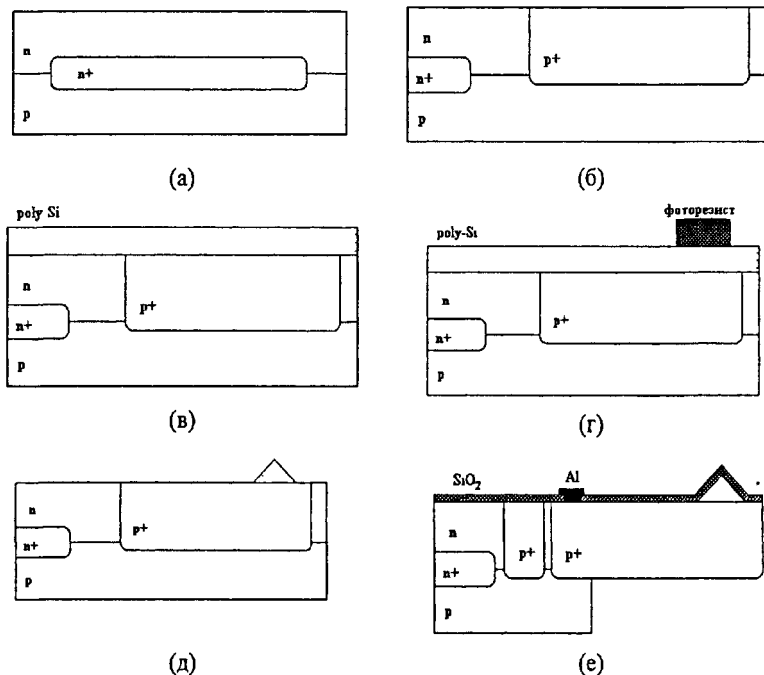 n
n+
p
(а)
n
p+
n+
p
(б)
poly Si
n
p+
n+
p
(в)
фоторезист
poly-Si
n
p+
n+
p
(г)
n
p+
n+
p
(д)
SiO₂
Al
n
p+
p+
n+
p
(е)